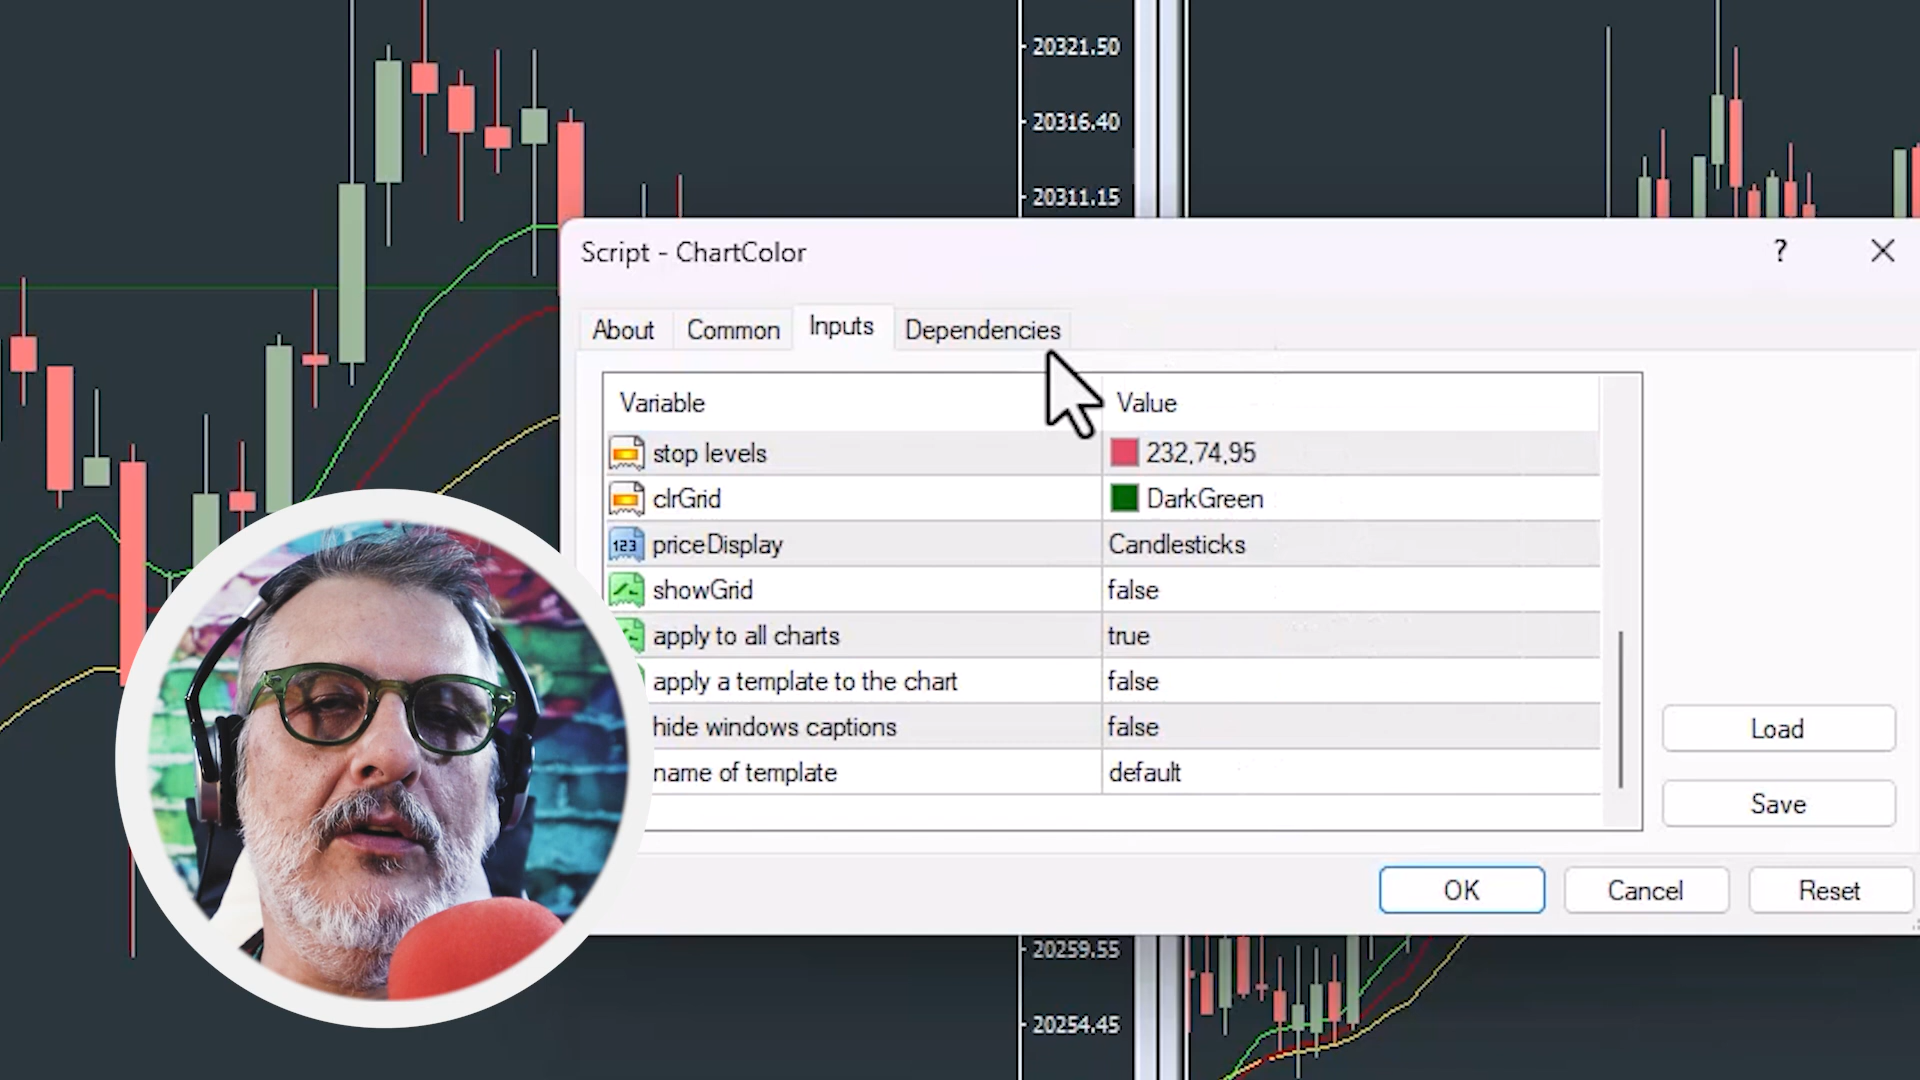 20321.50
20316.40
20311.15
Script - ChartColor
?
About Common Inputs Dependencies
Variable Value
stop levels 232,74,95
clrGrid DarkGreen
123 priceDisplay Candlesticks
showGrid false
apply to all charts true
apply a template to the chart false
hide windows captions false
name of template default
Load
Save
OK Cancel Reset
20259.55
20254.45